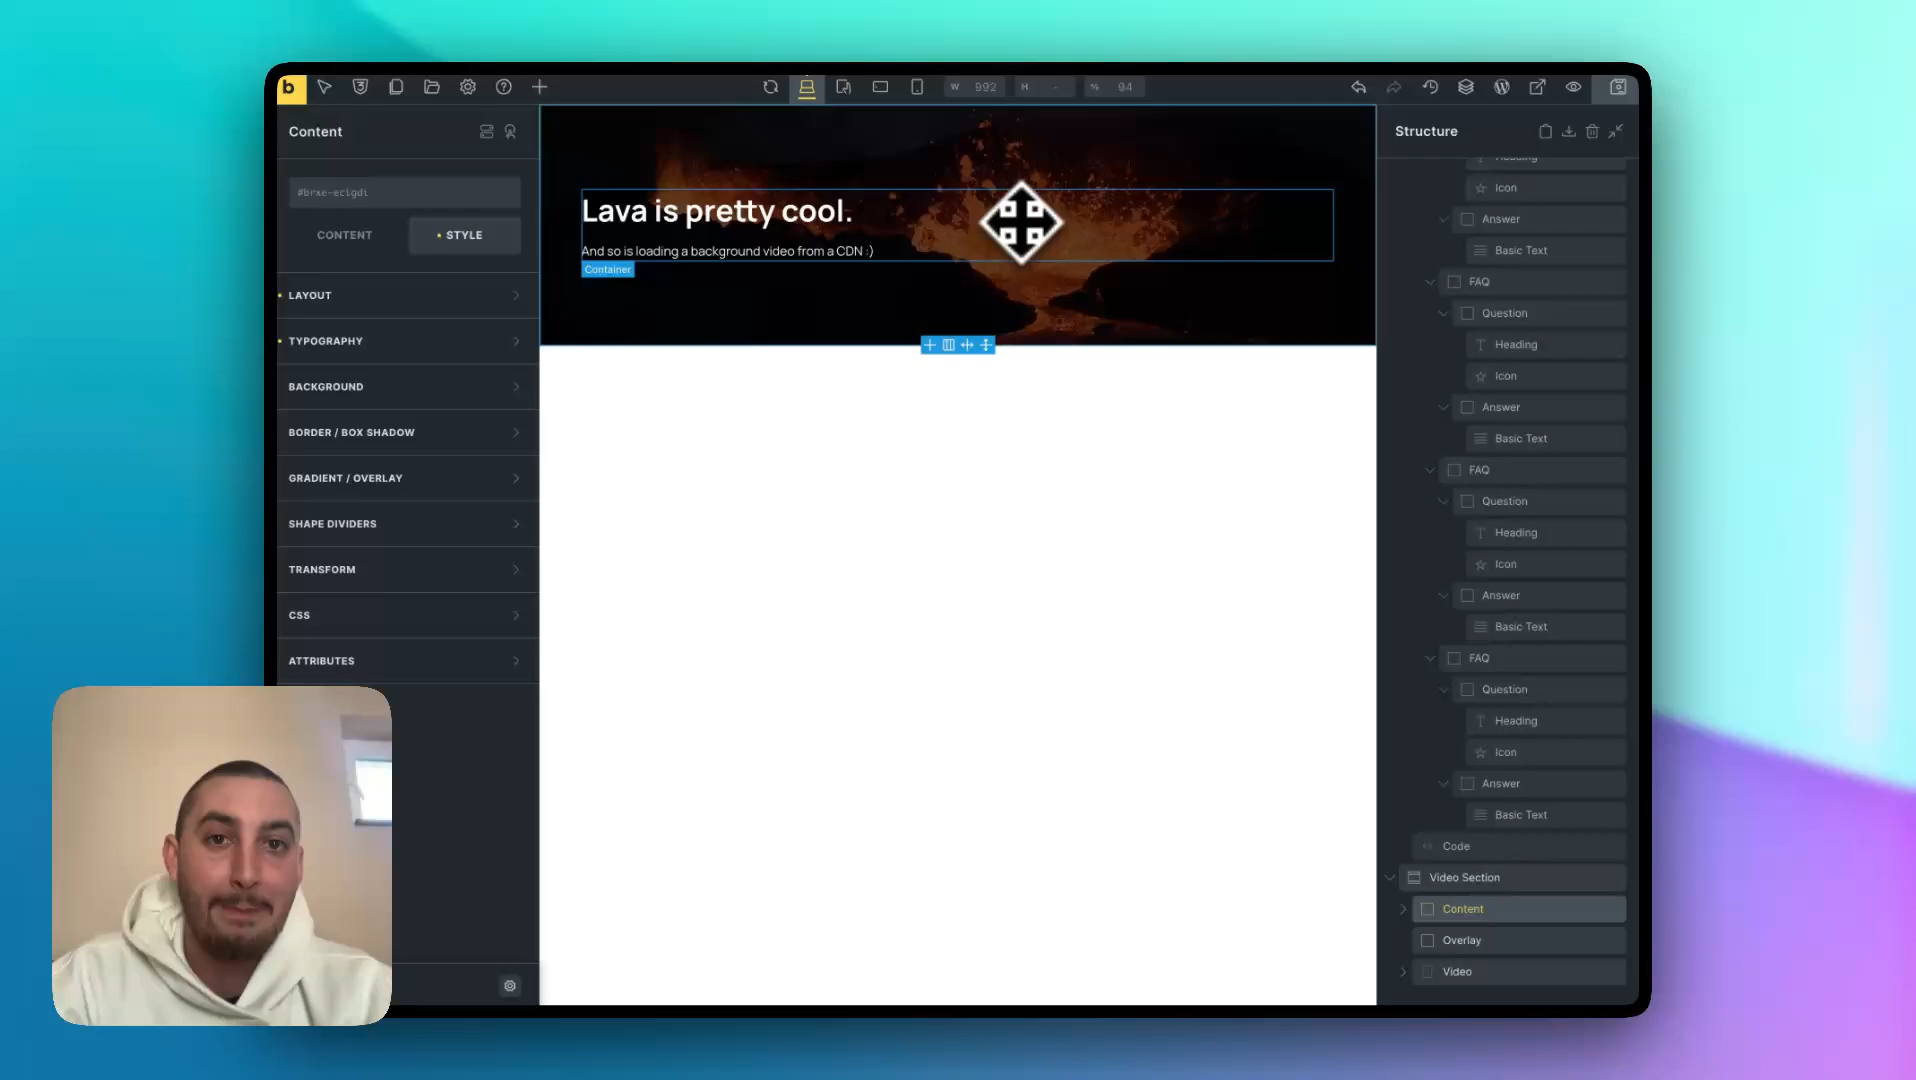 b
W 992 H - % 94
Content
#brxe-ecigdi
CONTENT
STYLE
LAYOUT
TYPOGRAPHY
BACKGROUND
BORDER / BOX SHADOW
GRADIENT / OVERLAY
SHAPE DIVIDERS
TRANSFORM
CSS
ATTRIBUTES
Lava is pretty cool.
And so is loading a background video from a CDN :)
Container
Structure
Heading
Icon
Answer
Basic Text
FAQ
Question
Heading
Icon
Answer
Basic Text
FAQ
Question
Heading
Icon
Answer
Basic Text
FAQ
Question
Heading
Icon
Answer
Basic Text
Code
Video Section
Content
Overlay
Video